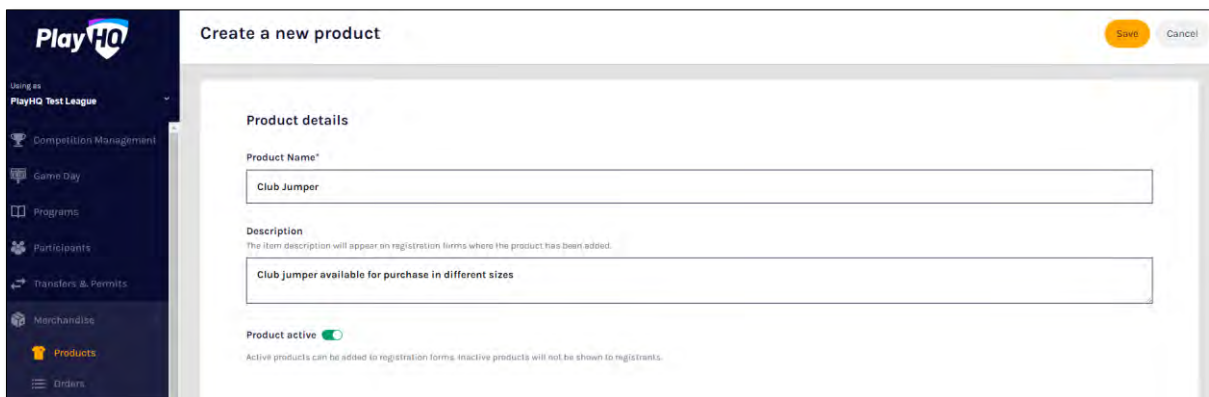 PlayHQ
Create a new product
Save
Cancel
Using as
PlayHQ Test League
Competition Management
Game Day
Programs
Participants
Transfers & Permits
Merchandise
Products
Orders
Product details
Product Name*
Club Jumper
Description
The item description will appear on registration forms where the product has been added.
Club jumper available for purchase in different sizes
Product active
Active products can be added to registration forms. Inactive products will not be shown to registrants.